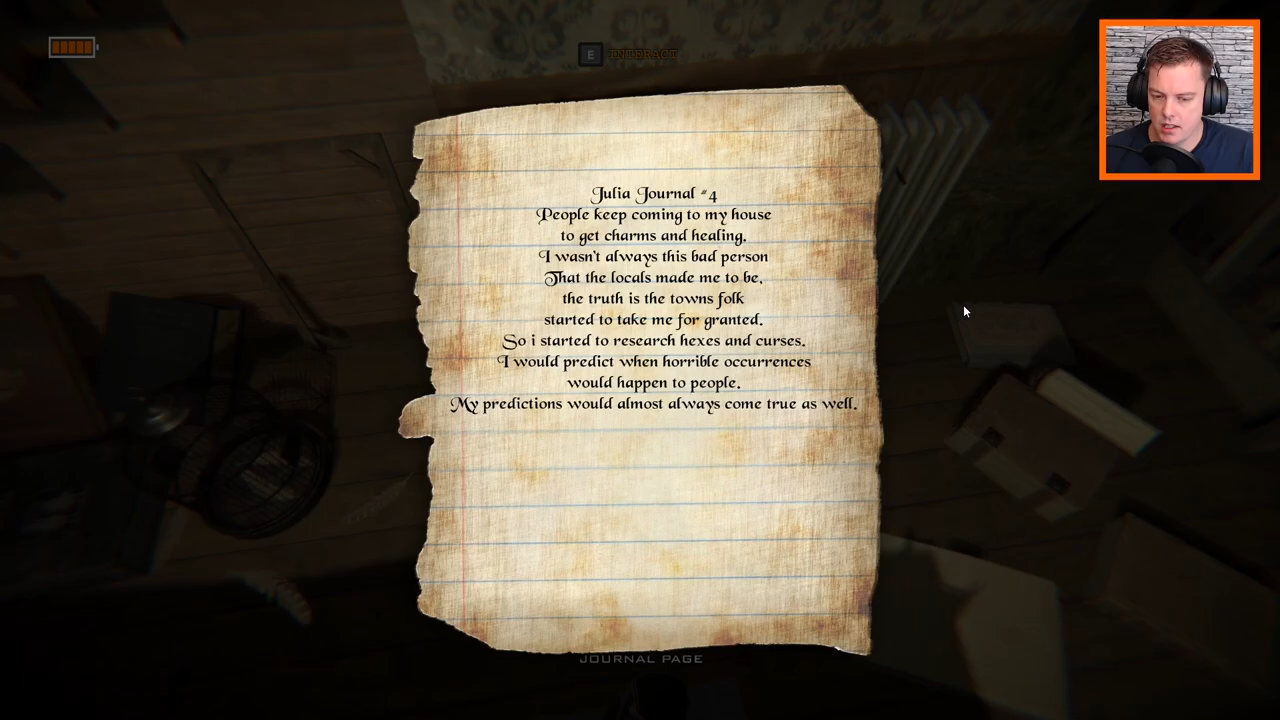 E INTERACT
Julia Journal #4
People keep coming to my house
to get charms and healing.
I wasn't always this bad person
That the locals made me to be,
the truth is the towns folk
started to take me for granted.
So i started to research hexes and curses.
I would predict when horrible occurrences
would happen to people.
My predictions would almost always come true as well.
JOURNAL PAGE